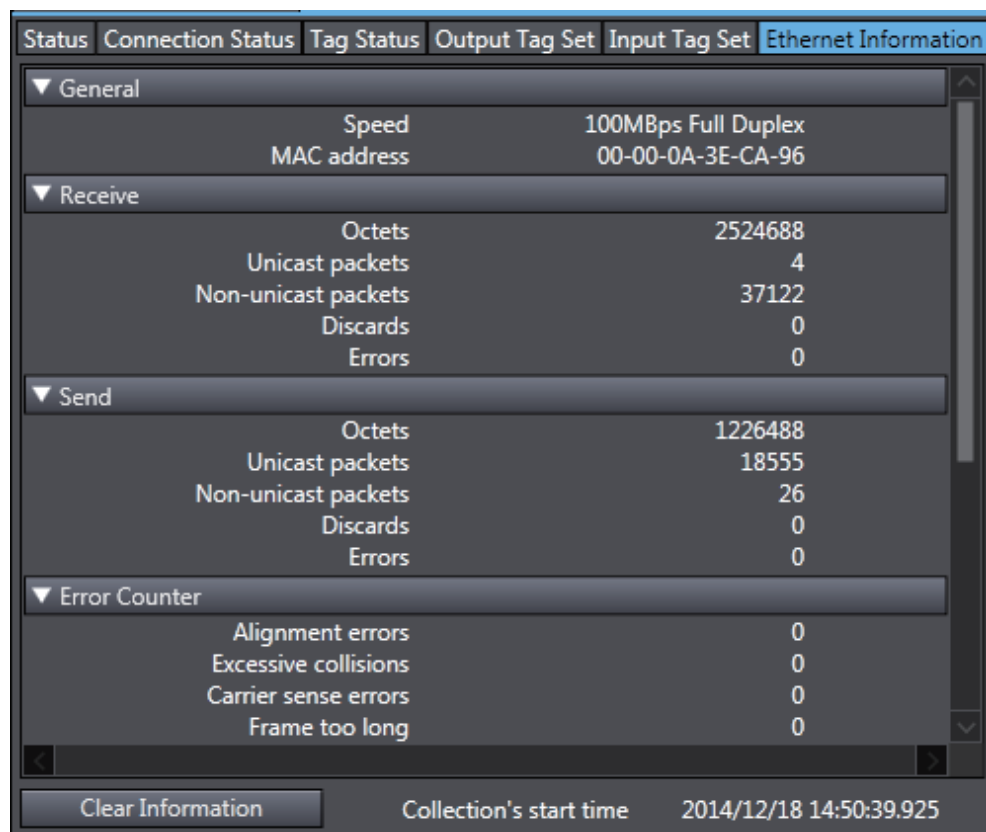 Status Connection Status Tag Status Output Tag Set Input Tag Set Ethernet Information
General
Speed 100MBps Full Duplex
MAC address 00-00-0A-3E-CA-96
Receive
Octets 2524688
Unicast packets 4
Non-unicast packets 37122
Discards 0
Errors 0
Send
Octets 1226488
Unicast packets 18555
Non-unicast packets 26
Discards 0
Errors 0
Error Counter
Alignment errors 0
Excessive collisions 0
Carrier sense errors 0
Frame too long 0
Clear Information Collection's start time 2014/12/18 14:50:39.925